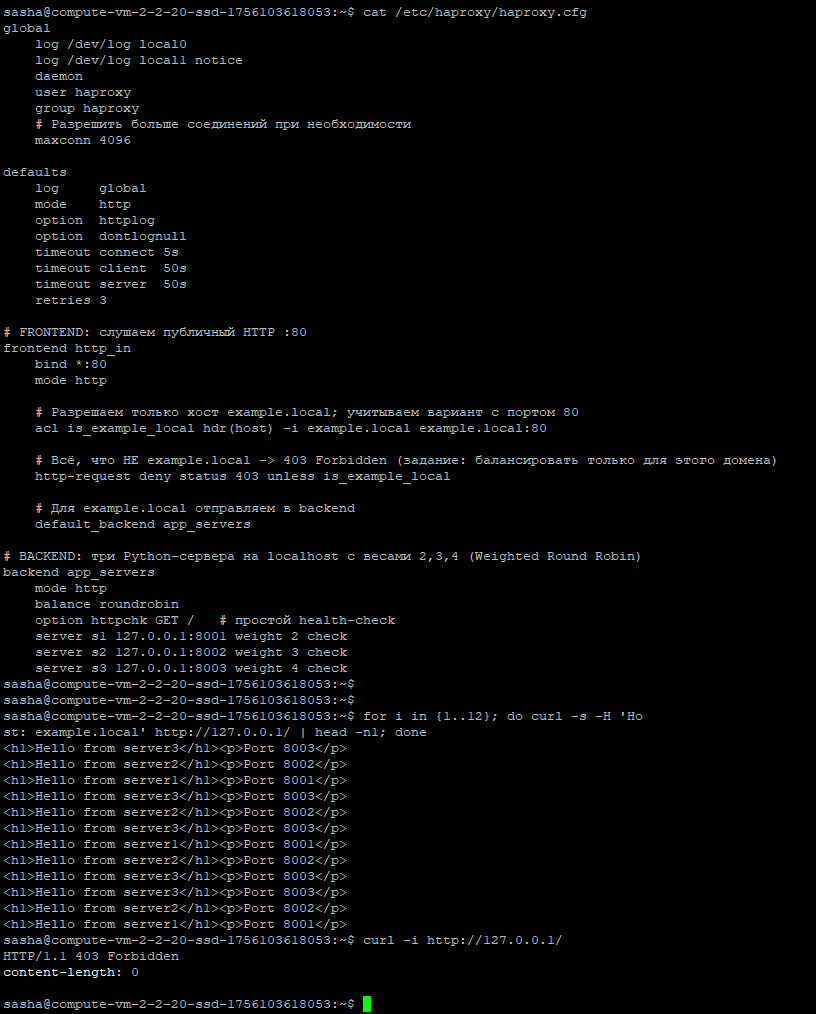 sasha@compute-vm-2-2-20-ssd-1756103618053:~$ cat /etc/haproxy/haproxy.cfg
global
    log /dev/log local0
    log /dev/log local1 notice
    daemon
    user haproxy
    group haproxy
    # Разрешить больше соединений при необходимости
    maxconn 4096

defaults
    log     global
    mode    http
    option  httplog
    option  dontlognull
    timeout connect 5s
    timeout client  50s
    timeout server  50s
    retries 3

# FRONTEND: слушаем публичный HTTP :80
frontend http_in
    bind *:80
    mode http

    # Разрешаем только хост example.local; учитываем вариант с портом 80
    acl is_example_local hdr(host) -i example.local example.local:80

    # Всё, что НЕ example.local -> 403 Forbidden (задание: балансировать только для этого домена)
    http-request deny status 403 unless is_example_local

    # Для example.local отправляем в backend
    default_backend app_servers

# BACKEND: три Python-сервера на localhost с весами 2,3,4 (Weighted Round Robin)
backend app_servers
    mode http
    balance roundrobin
    option httpchk GET /   # простой health-check
    server s1 127.0.0.1:8001 weight 2 check
    server s2 127.0.0.1:8002 weight 3 check
    server s3 127.0.0.1:8003 weight 4 check
sasha@compute-vm-2-2-20-ssd-1756103618053:~$
sasha@compute-vm-2-2-20-ssd-1756103618053:~$
sasha@compute-vm-2-2-20-ssd-1756103618053:~$ for i in {1..12}; do curl -s -H 'Ho
st: example.local' http://127.0.0.1/ | head -n1; done
<h1>Hello from server3</h1><p>Port 8003</p>
<h1>Hello from server2</h1><p>Port 8002</p>
<h1>Hello from server1</h1><p>Port 8001</p>
<h1>Hello from server3</h1><p>Port 8003</p>
<h1>Hello from server2</h1><p>Port 8002</p>
<h1>Hello from server3</h1><p>Port 8003</p>
<h1>Hello from server1</h1><p>Port 8001</p>
<h1>Hello from server2</h1><p>Port 8002</p>
<h1>Hello from server3</h1><p>Port 8003</p>
<h1>Hello from server3</h1><p>Port 8003</p>
<h1>Hello from server2</h1><p>Port 8002</p>
<h1>Hello from server1</h1><p>Port 8001</p>
sasha@compute-vm-2-2-20-ssd-1756103618053:~$ curl -i http://127.0.0.1/
HTTP/1.1 403 Forbidden
content-length: 0

sasha@compute-vm-2-2-20-ssd-1756103618053:~$